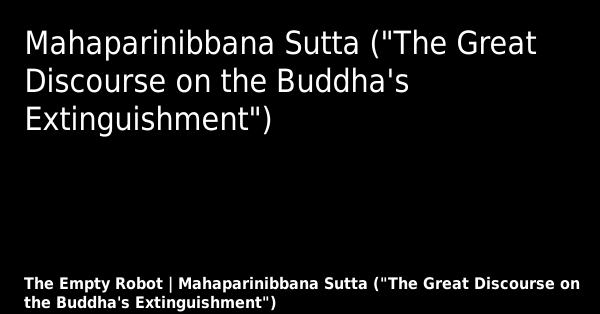 Mahaparinibbana Sutta ("The Great
Discourse on the Buddha's
Extinguishment")
The Empty Robot | Mahaparinibbana Sutta ("The Great Discourse on
the Buddha's Extinguishment")